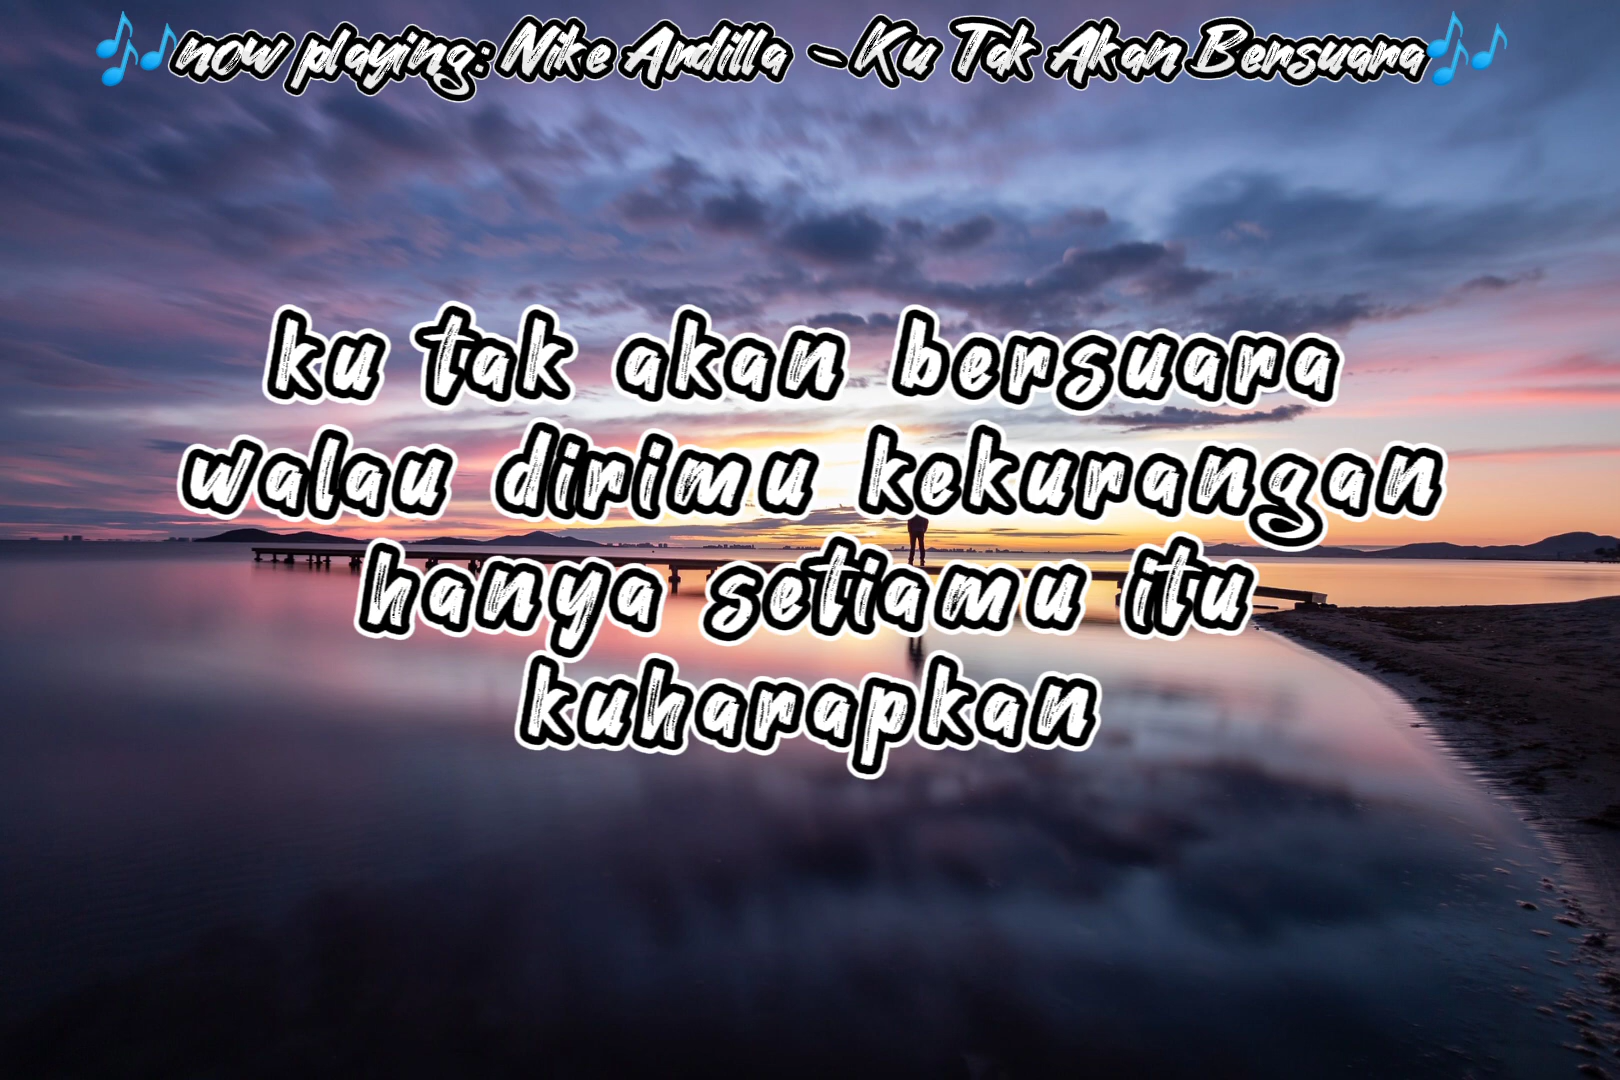 🎶now playing: Nike Ardilla - Ku Tak Akan Bersuara🎶
ku tak akan bersuara
walau dirimu kekurangan
hanya setiamu itu
kuharapkan